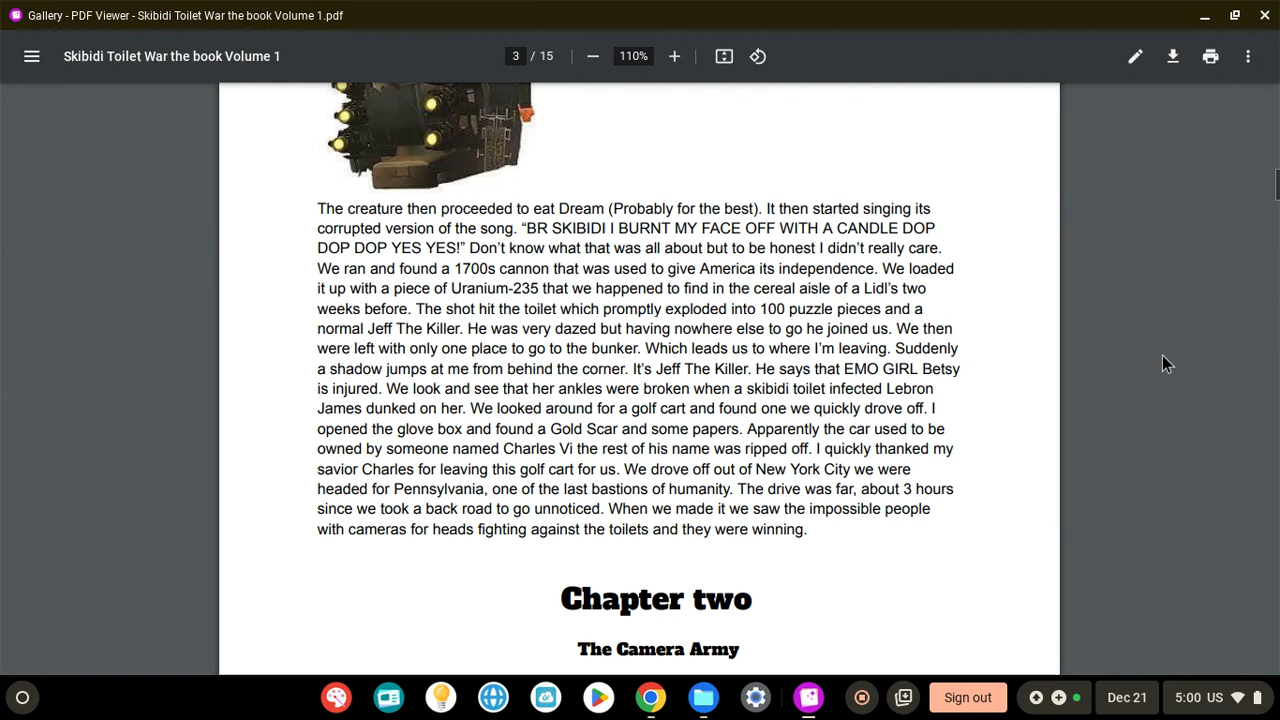 Gallery - PDF Viewer - Skibidi Toilet War the book Volume 1.pdf
Skibidi Toilet War the book Volume 1
3 / 15
110%
The creature then proceeded to eat Dream (Probably for the best). It then started singing its
corrupted version of the song. “BR SKIBIDI I BURNT MY FACE OFF WITH A CANDLE DOP
DOP DOP YES YES!” Don’t know what that was all about but to be honest I didn’t really care.
We ran and found a 1700s cannon that was used to give America its independence. We loaded
it up with a piece of Uranium-235 that we happened to find in the cereal aisle of a Lidl’s two
weeks before. The shot hit the toilet which promptly exploded into 100 puzzle pieces and a
normal Jeff The Killer. He was very dazed but having nowhere else to go he joined us. We then
were left with only one place to go to the bunker. Which leads us to where I’m leaving. Suddenly
a shadow jumps at me from behind the corner. It’s Jeff The Killer. He says that EMO GIRL Betsy
is injured. We look and see that her ankles were broken when a skibidi toilet infected Lebron
James dunked on her. We looked around for a golf cart and found one we quickly drove off. I
opened the glove box and found a Gold Scar and some papers. Apparently the car used to be
owned by someone named Charles Vi the rest of his name was ripped off. I quickly thanked my
savior Charles for leaving this golf cart for us. We drove off out of New York City we were
headed for Pennsylvania, one of the last bastions of humanity. The drive was far, about 3 hours
since we took a back road to go unnoticed. When we made it we saw the impossible people
with cameras for heads fighting against the toilets and they were winning.
Chapter two
The Camera Army
Sign out
Dec 21
5:00 US